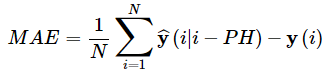 MAE = \frac{1}{N} \sum_{i=1}^{N} \widehat{\mathbf{y}} (i|i - PH) - \mathbf{y} (i)